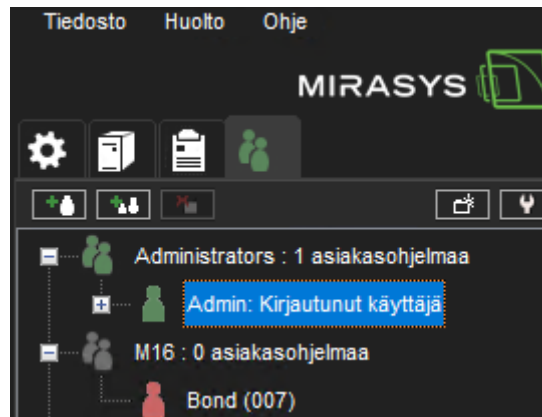 Tiedosto Huolto Ohje
MIRASYS
Administrators : 1 asiakasohjelmaa
Admin: Kirjautunut käyttäjä
M16 : 0 asiakasohjelmaa
Bond (007)